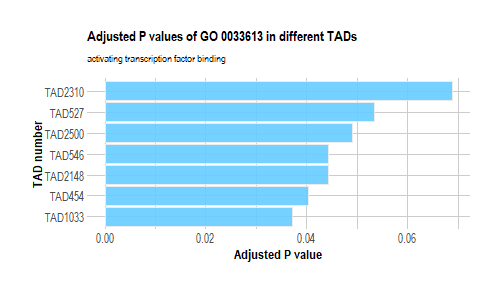 Adjusted P values of GO 0033613 in different TADs
activating transcription factor binding
TAD number
TAD2310
TAD527
TAD2500
TAD546
TAD2148
TAD454
TAD1033
0.00 0.02 0.04 0.06
Adjusted P value